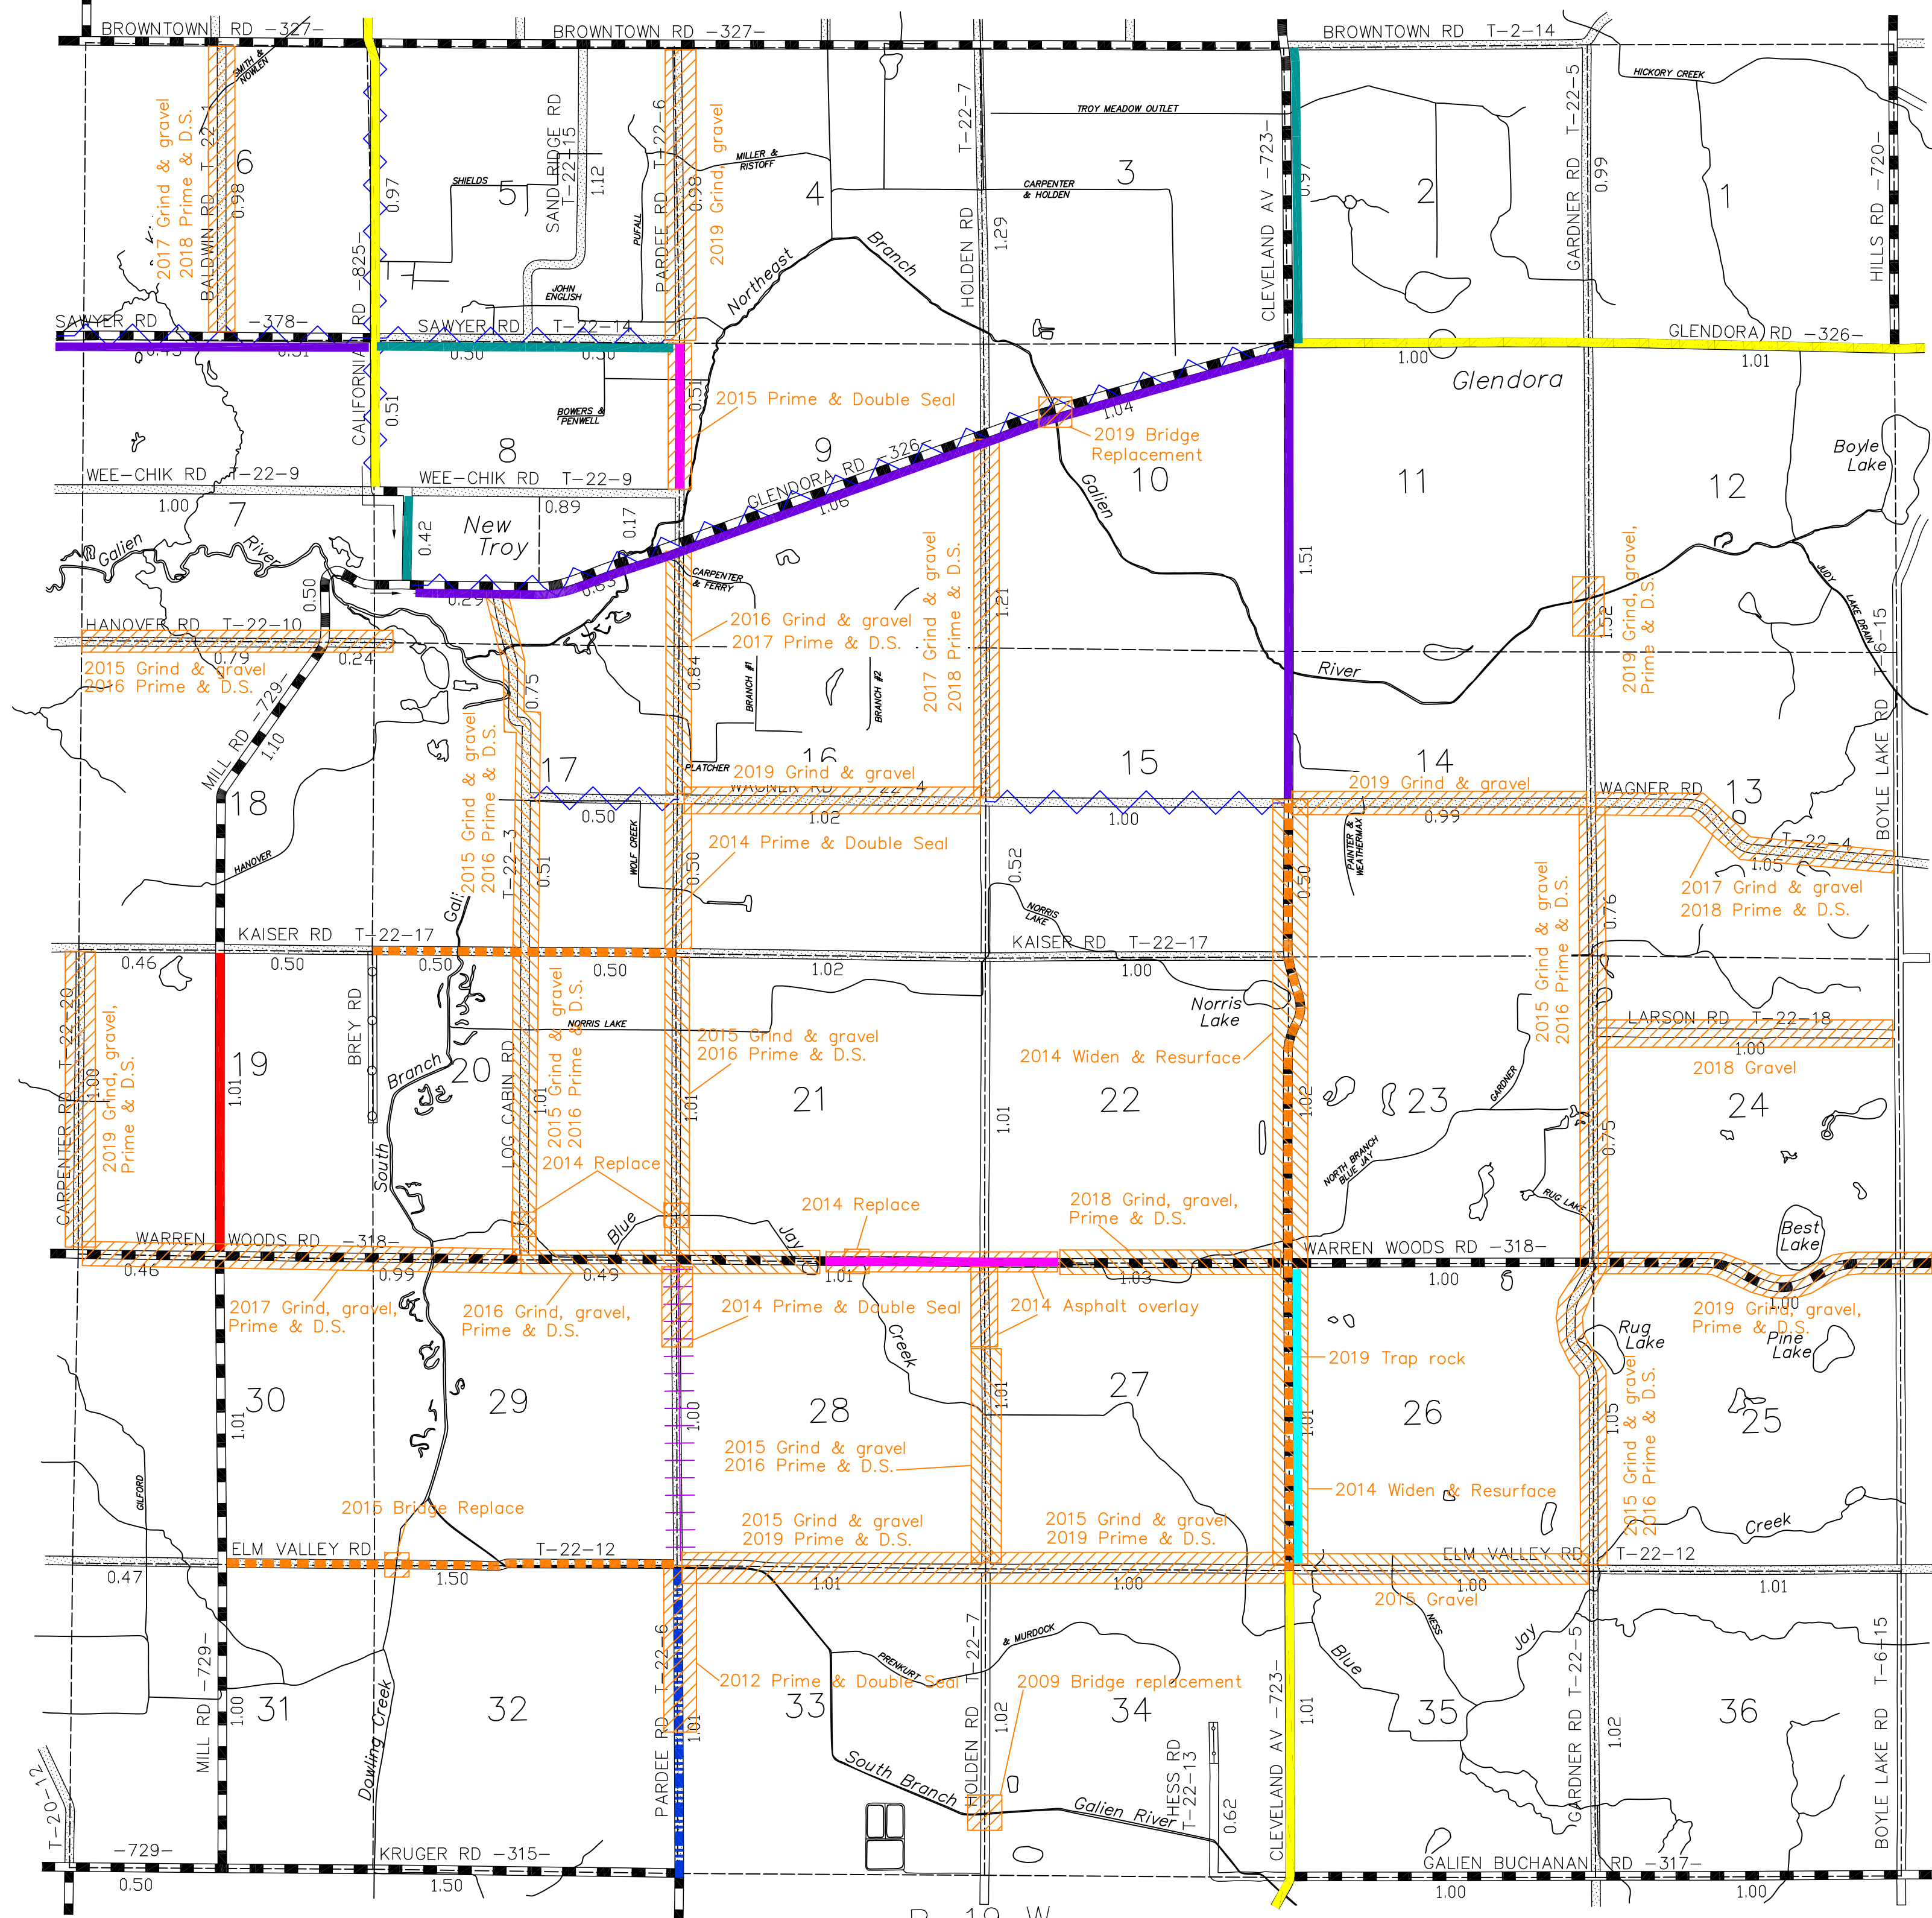 BROWNTOWN RD -327-
BROWNTOWN RD -327-
BROWNTOWN RD T-2-14
SMITH &
NOWLEN
HICKORY CREEK
2017 Grind & gravel
2018 Prime & D.S.
BALDWIN RD T-22-1
0.98
6
CALIFORNIA RD -825-
0.97
SHIELDS
5
SAND RIDGE RD
T-22-15
1.12
PUFALL
JOHN
ENGLISH
PARDEE RD T-22-6
0.98
2019 Grind, gravel
MILLER &
RISTOFF
4
Northeast
Branch
HOLDEN RD
T-22-7
1.29
TROY MEADOW OUTLET
CARPENTER
& HOLDEN
3
CLEVELAND AV -723-
0.97
2
GARDNER RD T-22-5
0.99
1
HILLS RD -720-
SAWYER RD -378-
0.45
0.51
SAWYER RD T-22-14
0.50
0.50
GLENDORA RD -326-
1.00
1.01
Glendora
0.51
BOWERS &
PENWELL
8
0.51
2015 Prime & Double Seal
9
GLENDORA RD -326-
1.06
1.04
2019 Bridge
Replacement
10
11
12
Boyle
Lake
WEE-CHIK RD T-22-9
1.00
7
WEE-CHIK RD T-22-9
0.89
0.42
New
Troy
0.17
Galien
River
Galien
River
0.50
0.29
0.63
CARPENTER
& FERRY
HANOVER RD T-22-10
0.79
0.24
2015 Grind & gravel
2016 Prime & D.S.
2016 Grind & gravel
2017 Prime & D.S.
2017 Grind & gravel
2018 Prime & D.S.
1.21
1.51
1.52
2019 Grind, gravel,
Prime & D.S.
JUDY
LAKE DRAIN
BOYLE LAKE RD T-6-15
MILL RD -729-
1.10
0.75
0.84
BRANCH #1
BRANCH #2
PLATCHER
2015 Grind & gravel
2016 Prime & D.S.
17
16
15
14
13
18
HANOVER
2019 Grind & gravel
WAGNER RD T-22-4
1.02
0.50
1.00
2019 Grind & gravel
0.99
WAGNER RD
T-22-4
1.05
T-22-3
0.51
WOLF CREEK
0.50
2014 Prime & Double Seal
0.52
0.50
PAINTER &
WEATHERMAX
2015 Grind & gravel
2016 Prime & D.S.
0.76
2017 Grind & gravel
2018 Prime & D.S.
Gali
NORRIS
LAKE
KAISER RD T-22-17
0.46
0.50
0.50
0.50
1.02
KAISER RD T-22-17
1.00
CARPENTER RD T-22-20
1.00
2019 Grind, gravel,
Prime & D.S.
19
1.01
BREY RD
20
South
Branch
NORRIS LAKE
LOG CABIN RD
1.01
2015 Grind & gravel
2016 Prime & D.S.
2015 Grind & gravel
2016 Prime & D.S.
1.01
21
22
1.01
Norris
Lake
2014 Widen & Resurface
1.02
23
GARDNER
NORTH BRANCH
BLUE JAY
RUG LAKE
0.75
LARSON RD T-22-18
1.00
2018 Gravel
24
2014 Replace
2014 Replace
2018 Grind, gravel,
Prime & D.S.
Blue
Jay
Best
Lake
WARREN WOODS RD -318-
0.46
0.99
0.49
1.01
1.03
WARREN WOODS RD -318-
1.00
1.00
2017 Grind, gravel,
Prime & D.S.
2016 Grind, gravel,
Prime & D.S.
2014 Prime & Double Seal
Creek
2014 Asphalt overlay
2019 Trap rock
Rug
Lake
2019 Grind, gravel,
Prime & D.S.
Pine
Lake
30
1.01
29
1.00
28
1.01
27
26
1.01
1.05
25
2015 Grind & gravel
2016 Prime & D.S.
GILFORD
2015 Grind & gravel
2016 Prime & D.S.
2014 Widen & Resurface
2015 Bridge Replace
2015 Grind & gravel
2019 Prime & D.S.
2015 Grind & gravel
2019 Prime & D.S.
Creek
ELM VALLEY RD
T-22-12
0.47
1.50
1.01
1.00
ELM VALLEY RD T-22-12
1.00
1.01
2015 Gravel
MILL RD -729-
1.00
31
Dowling Creek
32
PARDEE RD T-22-6
1.01
2012 Prime & Double Seal
33
PRENKURT
& MURDOCK
HOLDEN RD T-22-7
1.02
2009 Bridge replacement
34
South Branch
Galien River
HESS RD
T-22-13
0.62
CLEVELAND AV -723-
1.01
Blue
NESS
Jay
35
GARDNER RD T-22-5
1.02
36
BOYLE LAKE RD T-6-15
T-20-12
-729-
0.50
KRUGER RD -315-
1.50
GALIEN BUCHANAN RD -317-
1.00
1.00
R 19 W